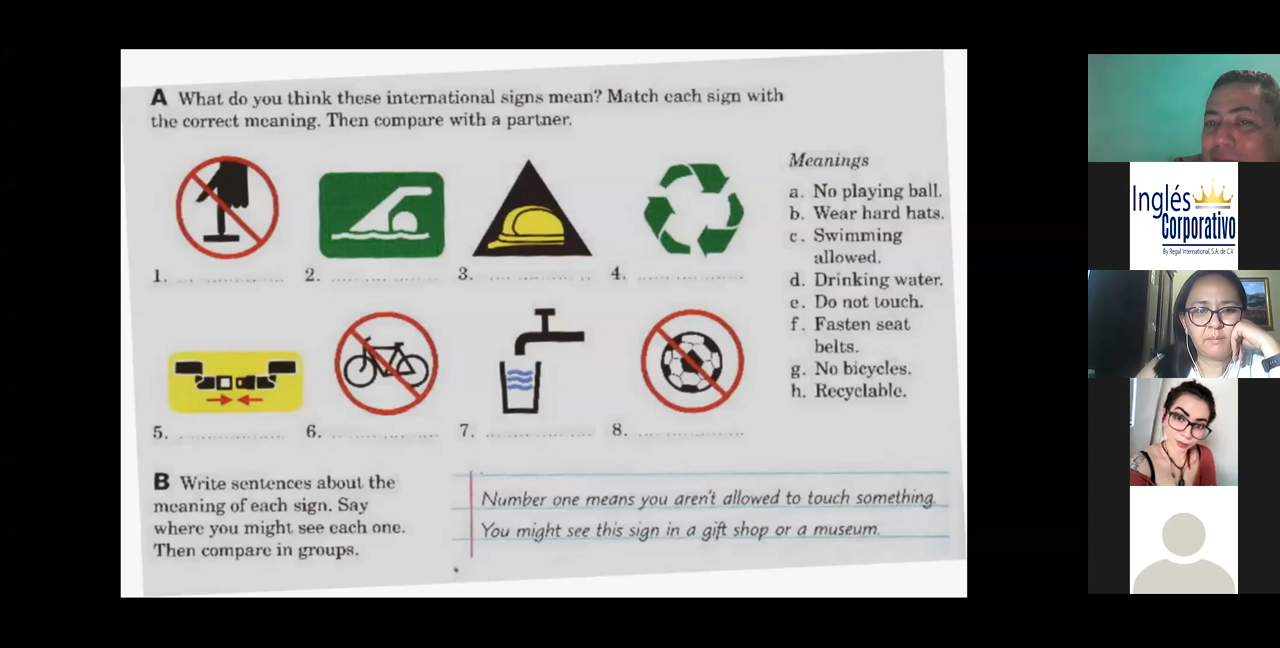 A What do you think these international signs mean? Match each sign with
the correct meaning. Then compare with a partner.
1.
2.
3.
4.
5.
6.
7.
8.
Meanings
a. No playing ball.
b. Wear hard hats.
c. Swimming
allowed.
d. Drinking water.
e. Do not touch.
f. Fasten seat
belts.
g. No bicycles.
h. Recyclable.
B Write sentences about the
meaning of each sign. Say
where you might see each one.
Then compare in groups.
Number one means you aren't allowed to touch something.
You might see this sign in a gift shop or a museum.
Inglés
Corporativo
By Regal International, S.A. de C.V.